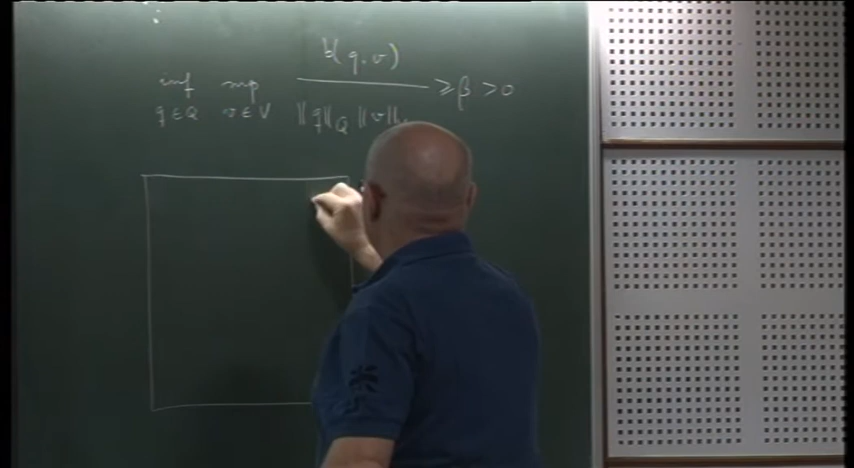 b(q,v)
inf sup ≥ β > 0
q∈Q v∈V ‖q‖_Q ‖v‖_V